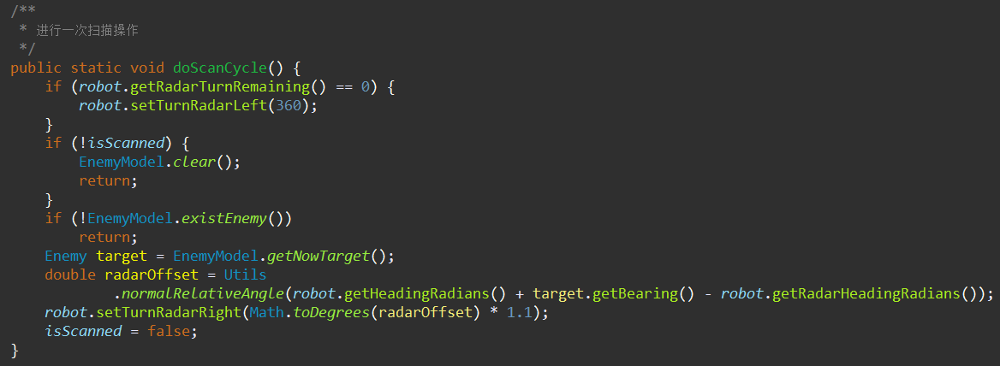 /**
 * 进行一次扫描操作
 */
public static void doScanCycle() {
    if (robot.getRadarTurnRemaining() == 0) {
        robot.setTurnRadarLeft(360);
    }
    if (!isScanned) {
        EnemyModel.clear();
        return;
    }
    if (!EnemyModel.existEnemy())
        return;
    Enemy target = EnemyModel.getNowTarget();
    double radarOffset = Utils
            .normalRelativeAngle(robot.getHeadingRadians() + target.getBearing() - robot.getRadarHeadingRadians());
    robot.setTurnRadarRight(Math.toDegrees(radarOffset) * 1.1);
    isScanned = false;
}